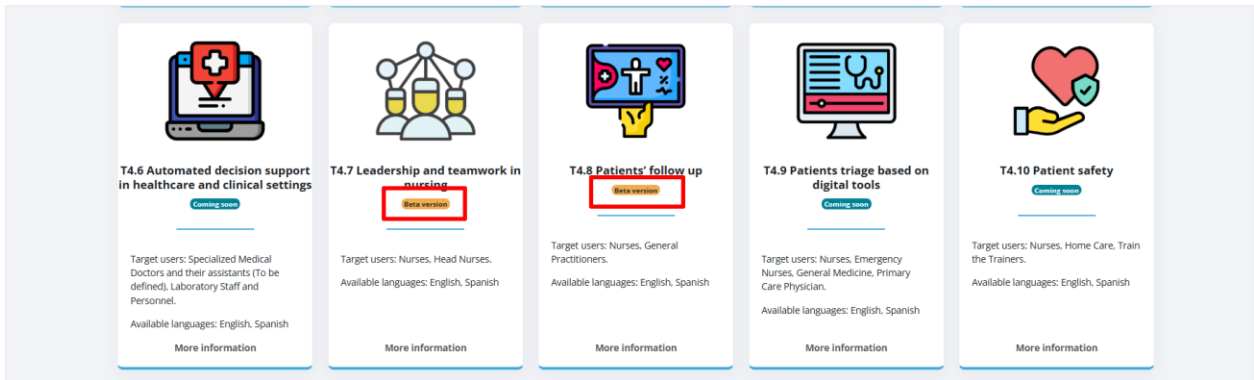 T4.6 Automated decision support
in healthcare and clinical settings
Coming soon
Target users: Specialized Medical
Doctors and their assistants (To be
defined), Laboratory Staff and
Personnel.
Available languages: English, Spanish
More information
T4.7 Leadership and teamwork in
nursing
Beta version
Target users: Nurses, Head Nurses.
Available languages: English, Spanish
More information
T4.8 Patients' follow up
Beta version
Target users: Nurses, General
Practitioners.
Available languages: English, Spanish
More information
T4.9 Patients triage based on
digital tools
Coming soon
Target users: Nurses, Emergency
Nurses, General Medicine, Primary
Care Physician.
Available languages: English, Spanish
More information
T4.10 Patient safety
Coming soon
Target users: Nurses, Home Care, Train
the Trainers.
Available languages: English, Spanish
More information